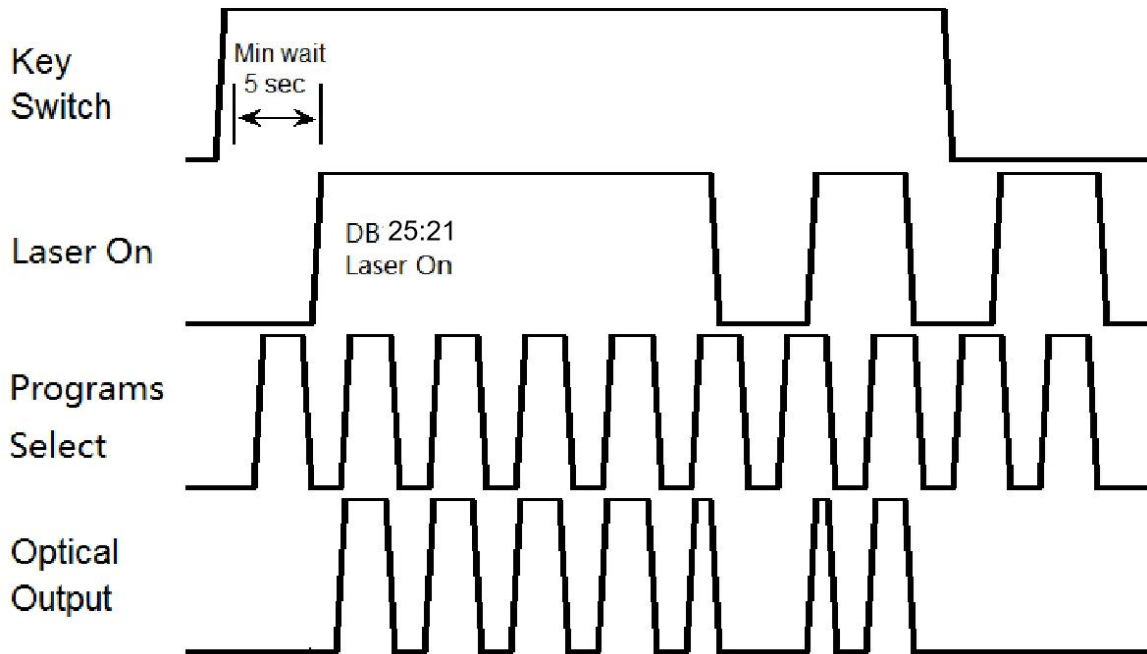 Key
Switch
Min wait
5 sec
Laser On
DB 25:21
Laser On
Programs
Select
Optical
Output